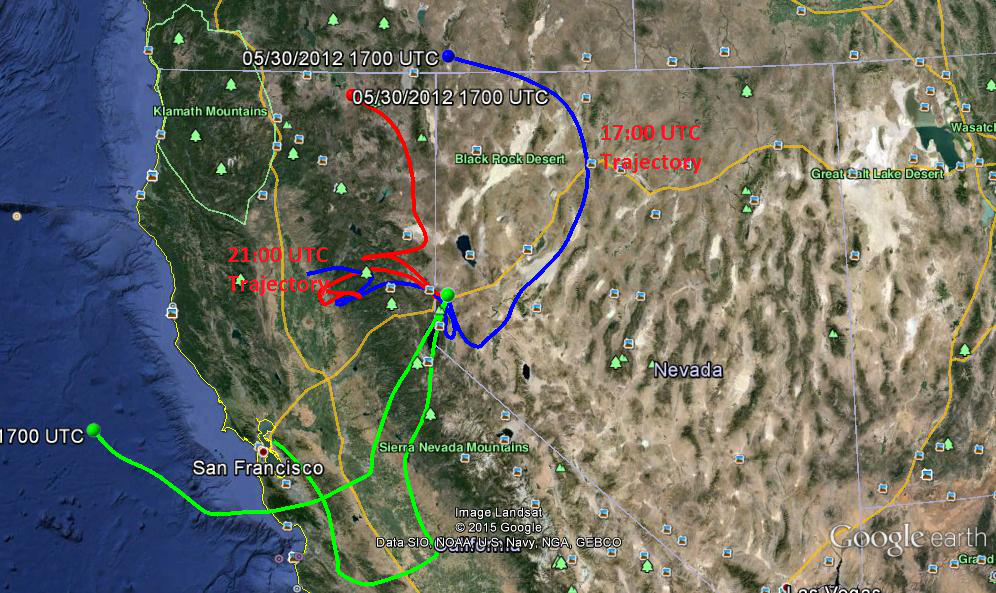 05/30/2012 1700 UTC
05/30/2012 1700 UTC
Klamath Mountains
17:00 UTC
Trajectory
Wasatch
Black Rock Desert
Great Salt Lake Desert
21:00 UTC
Trajectory
Nevada
1700 UTC
San Francisco
Sierra Nevada Mountains
Image Landsat
© 2015 Google
Data SIO, NOAA, U.S. Navy, NGA, GEBCO
California
Google earth
Grand
Las Vegas